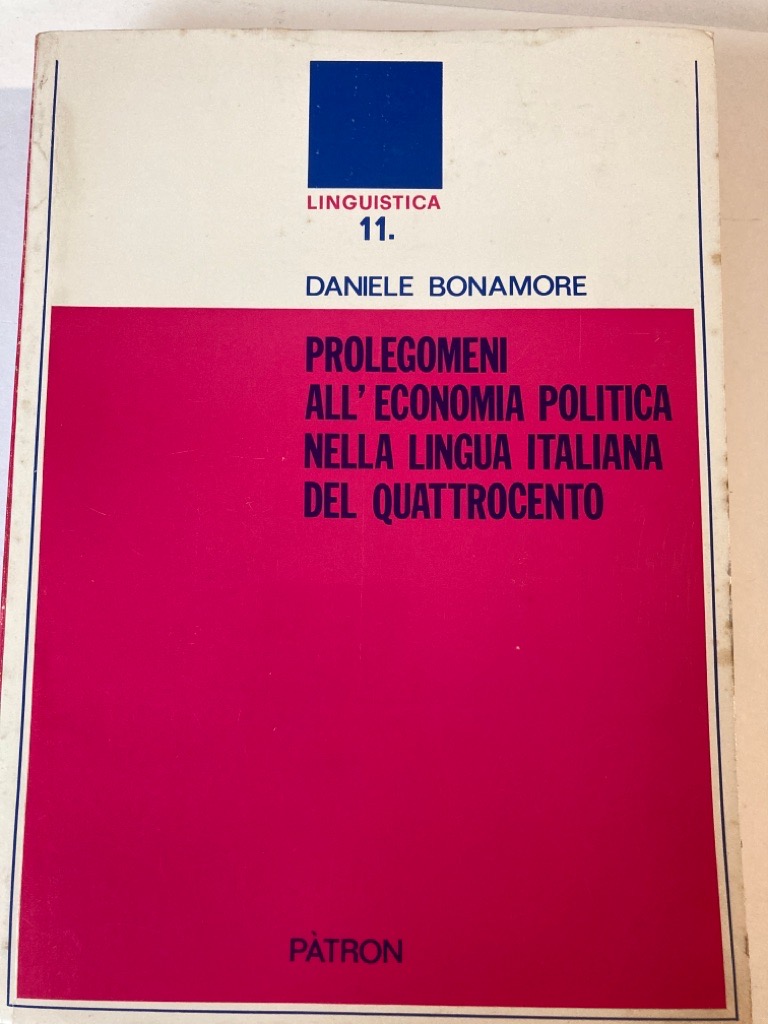 LINGUISTICA
11.
DANIELE BONAMORE
PROLEGOMENI
ALL'ECONOMIA POLITICA
NELLA LINGUA ITALIANA
DEL QUATTROCENTO
PÀTRON